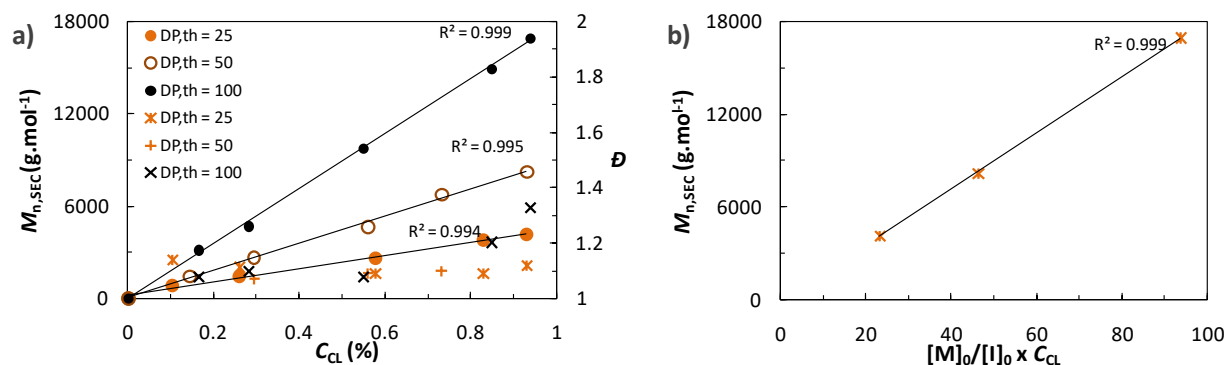 a)
M n,SEC (g.mol-1)
18000
12000
6000
0
DP,th = 25
DP,th = 50
DP,th = 100
DP,th = 25
DP,th = 50
DP,th = 100
R² = 0.999
R² = 0.995
R² = 0.994
2
1.8
1.6
1.4
1.2
1
Đ
0 0.2 0.4 0.6 0.8 1
CCL (%)
b)
Mn,SEC (g.mol-1)
18000
12000
6000
0
R² = 0.999
0 20 40 60 80 100
[M]0/[I]0 x CCL